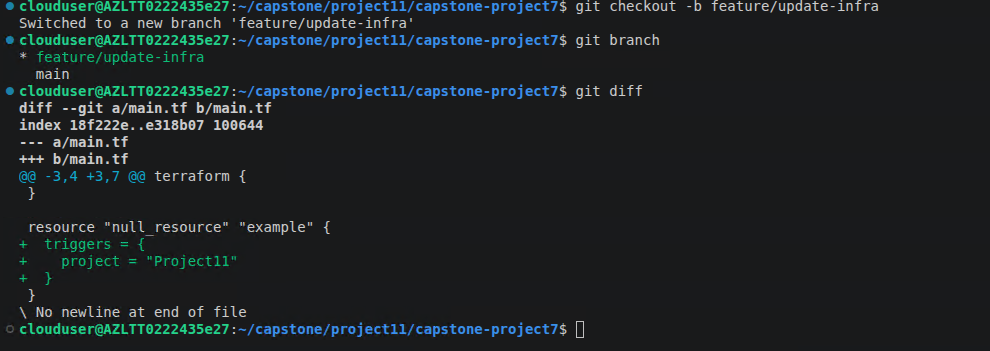 clouduser@AZLTT0222435e27:~/capstone/project11/capstone-project7$ git checkout -b feature/update-infra
Switched to a new branch 'feature/update-infra'
clouduser@AZLTT0222435e27:~/capstone/project11/capstone-project7$ git branch
* feature/update-infra
  main
clouduser@AZLTT0222435e27:~/capstone/project11/capstone-project7$ git diff
diff --git a/main.tf b/main.tf
index 18f222e..e318b07 100644
--- a/main.tf
+++ b/main.tf
@@ -3,4 +3,7 @@ terraform {
 }

 resource "null_resource" "example" {
+  triggers = {
+    project = "Project11"
+  }
 }
\ No newline at end of file
clouduser@AZLTT0222435e27:~/capstone/project11/capstone-project7$